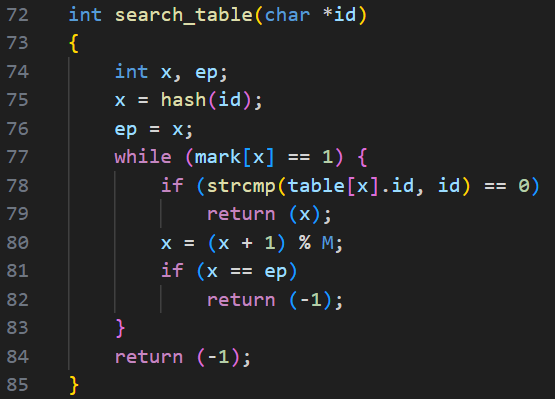 72 int search_table(char *id)
73 {
74     int x, ep;
75     x = hash(id);
76     ep = x;
77     while (mark[x] == 1) {
78         if (strcmp(table[x].id, id) == 0)
79             return (x);
80         x = (x + 1) % M;
81         if (x == ep)
82             return (-1);
83     }
84     return (-1);
85 }